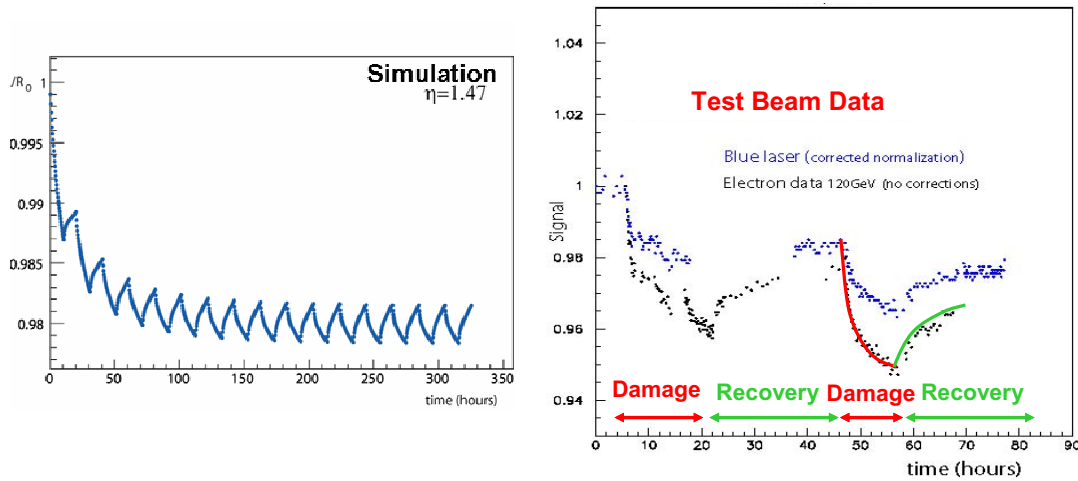 Simulation
η=1.47
/R0 1
0.995
0.99
0.985
0.98
0 50 100 150 200 250 300 350
time (hours)
1.04
1.02
1
0.98
0.96
0.94
Signal
Test Beam Data
Blue laser (corrected normalization)
Electron data 120GeV (no corrections)
Damage Recovery Damage Recovery
0 10 20 30 40 50 60 70 80 90
time (hours)